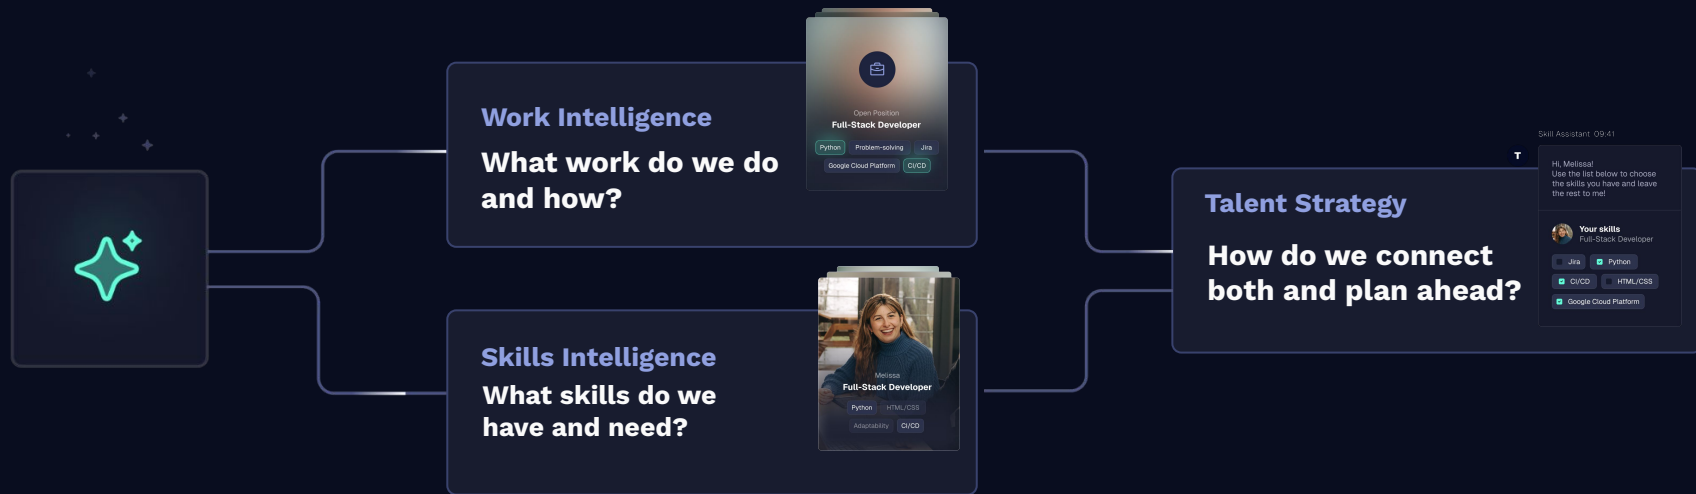 Work Intelligence
What work do we do
and how?
Open Position
Full-Stack Developer
Python Problem-solving Jira
Google Cloud Platform CI/CD
Skills Intelligence
What skills do we
have and need?
Melissa
Full-Stack Developer
Python HTML/CSS
Adaptability CI/CD
Talent Strategy
How do we connect
both and plan ahead?
Skill Assistant 09:41
T
Hi, Melissa!
Use the list below to choose
the skills you have and leave
the rest to me!
Your skills
Full-Stack Developer
Jira Python
CI/CD HTML/CSS
Google Cloud Platform